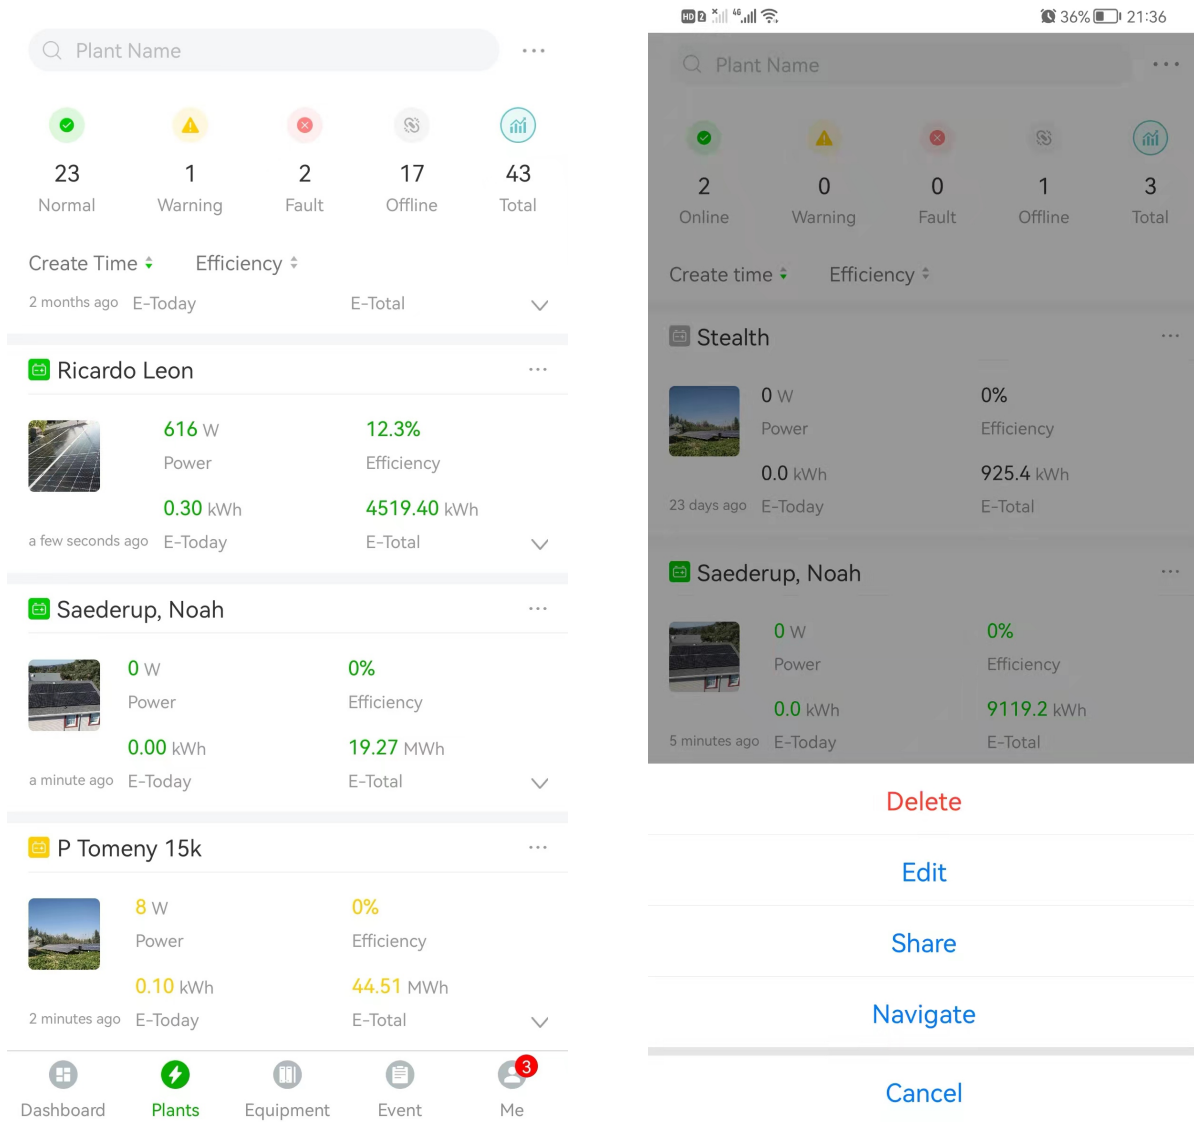 Plant Name
23 1 2 17 43
Normal Warning Fault Offline Total
Create Time Efficiency
2 months ago E-Today E-Total
Ricardo Leon
616 W 12.3%
Power Efficiency
0.30 kWh 4519.40 kWh
a few seconds ago E-Today E-Total
Saederup, Noah
0 W 0%
Power Efficiency
0.00 kWh 19.27 MWh
a minute ago E-Today E-Total
P Tomeny 15k
8 W 0%
Power Efficiency
0.10 kWh 44.51 MWh
2 minutes ago E-Today E-Total
3
Dashboard Plants Equipment Event Me
HD 2 4G 36% 21:36
Plant Name
2 0 0 1 3
Online Warning Fault Offline Total
Create time Efficiency
Stealth
0 W 0%
Power Efficiency
0.0 kWh 925.4 kWh
23 days ago E-Today E-Total
Saederup, Noah
0 W 0%
Power Efficiency
0.0 kWh 9119.2 kWh
5 minutes ago E-Today E-Total
Delete
Edit
Share
Navigate
Cancel